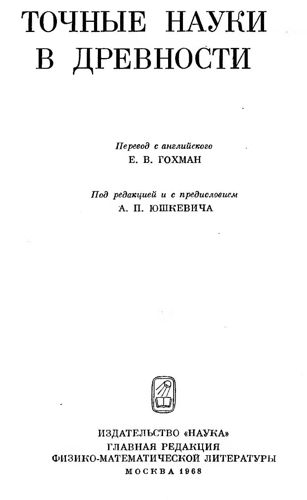 ТОЧНЫЕ НАУКИ
В ДРЕВНОСТИ
Перевод с английского
Е. В. ГОХМАН
Под редакцией и с предисловием
А. П. ЮШКЕВИЧА
ИЗДАТЕЛЬСТВО «НАУКА»
ГЛАВНАЯ РЕДАКЦИЯ
ФИЗИКО-МАТЕМАТИЧЕСКОЙ ЛИТЕРАТУРЫ
МОСКВА 1968